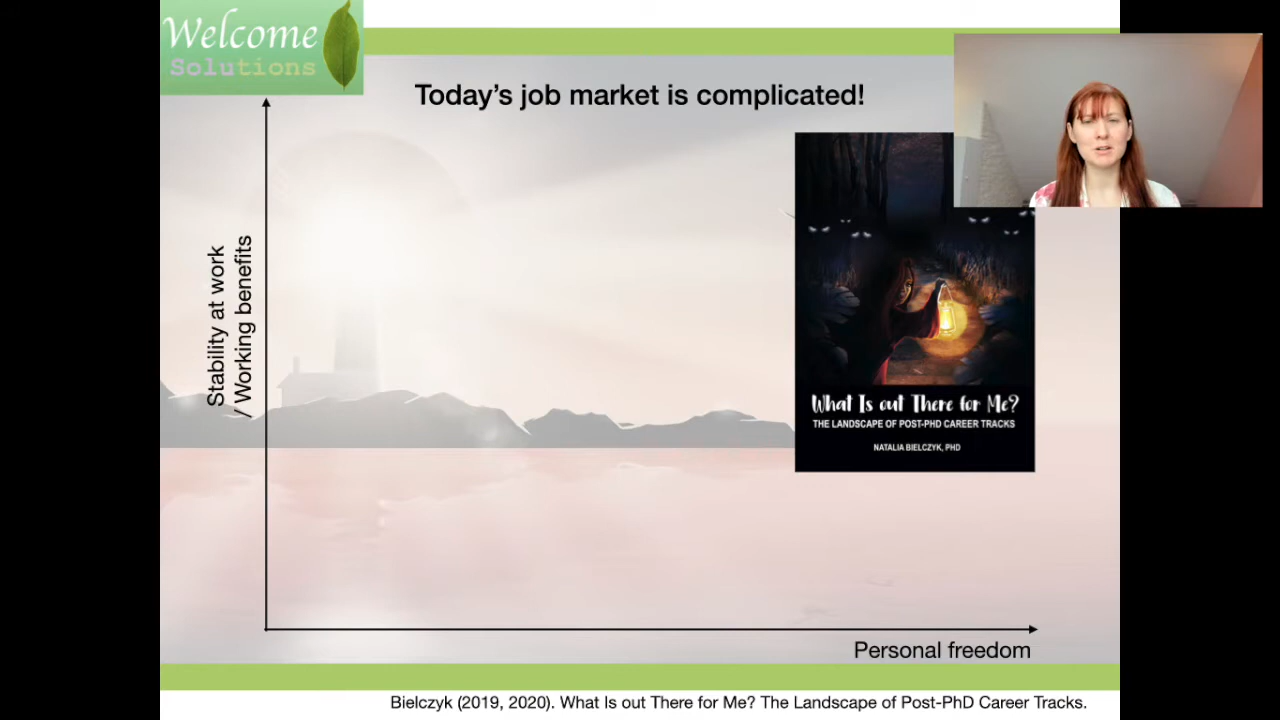 Welcome
Solutions
Today's job market is complicated!
Stability at work
/ Working benefits
What Is out There for Me?
THE LANDSCAPE OF POST-PHD CAREER TRACKS
NATALIA BIELCZYK, PHD
Personal freedom
Bielczyk (2019, 2020). What Is out There for Me? The Landscape of Post-PhD Career Tracks.